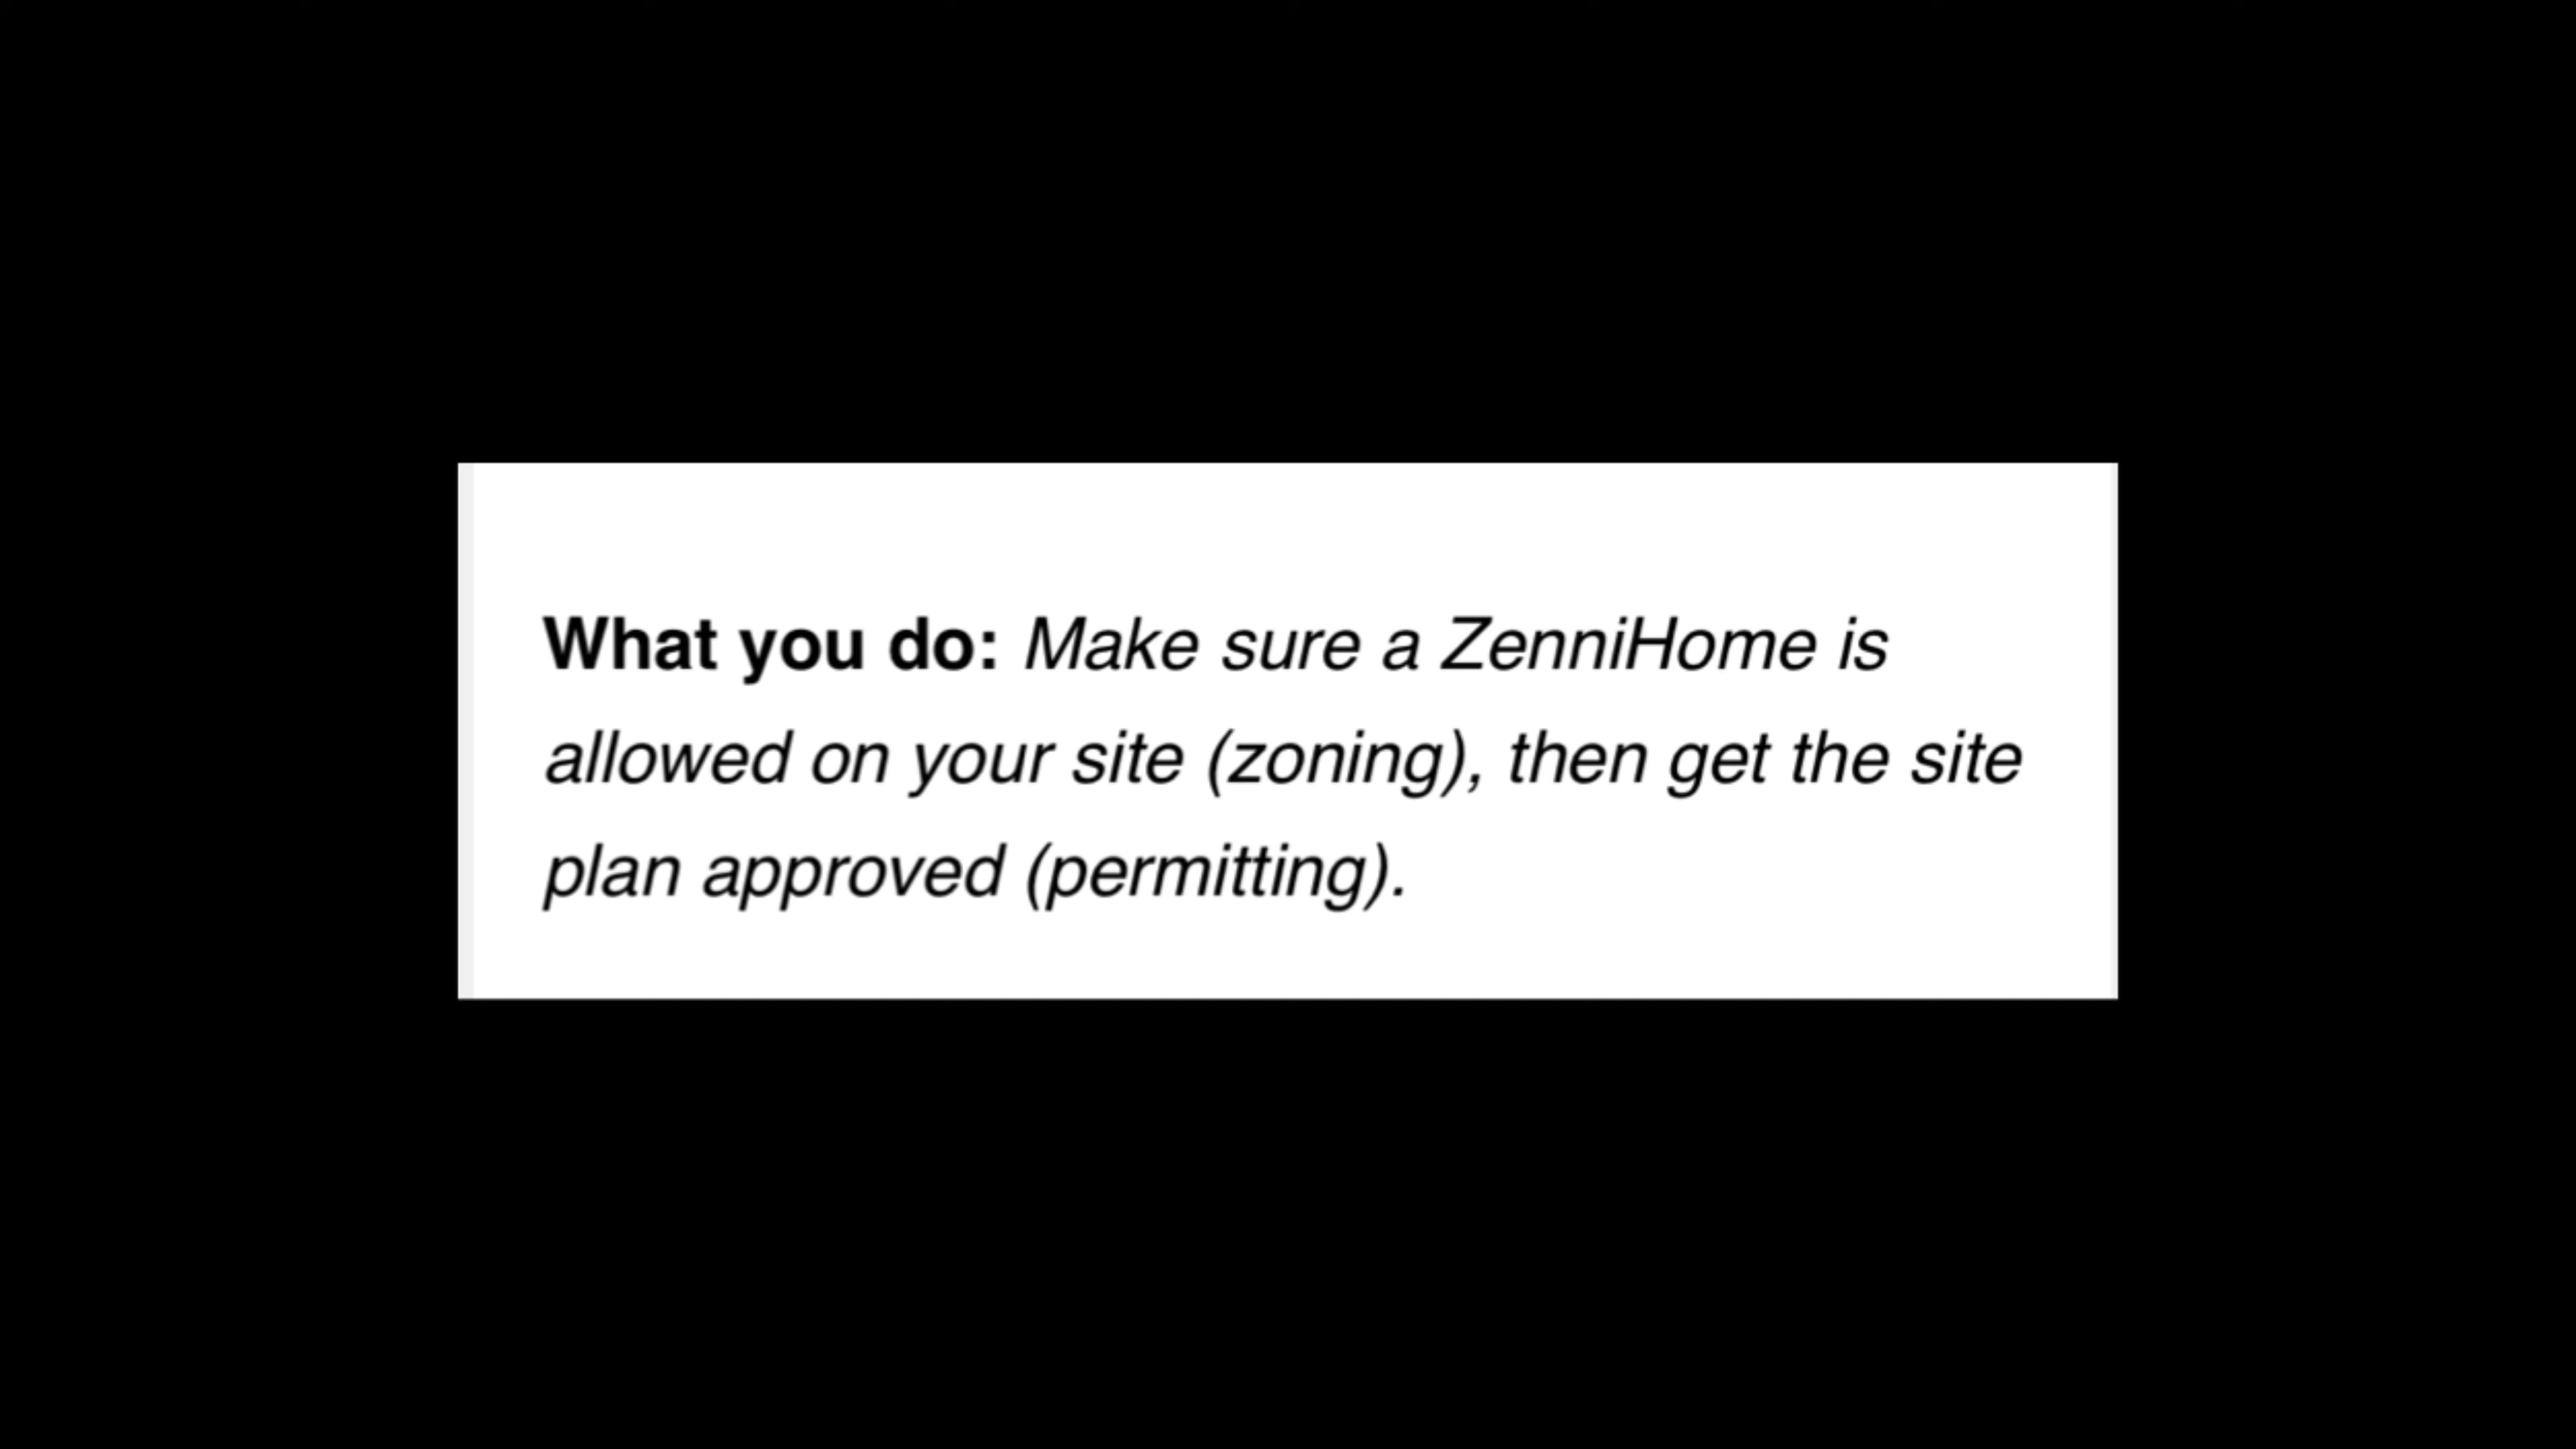 What you do: Make sure a ZenniHome is
allowed on your site (zoning), then get the site
plan approved (permitting).